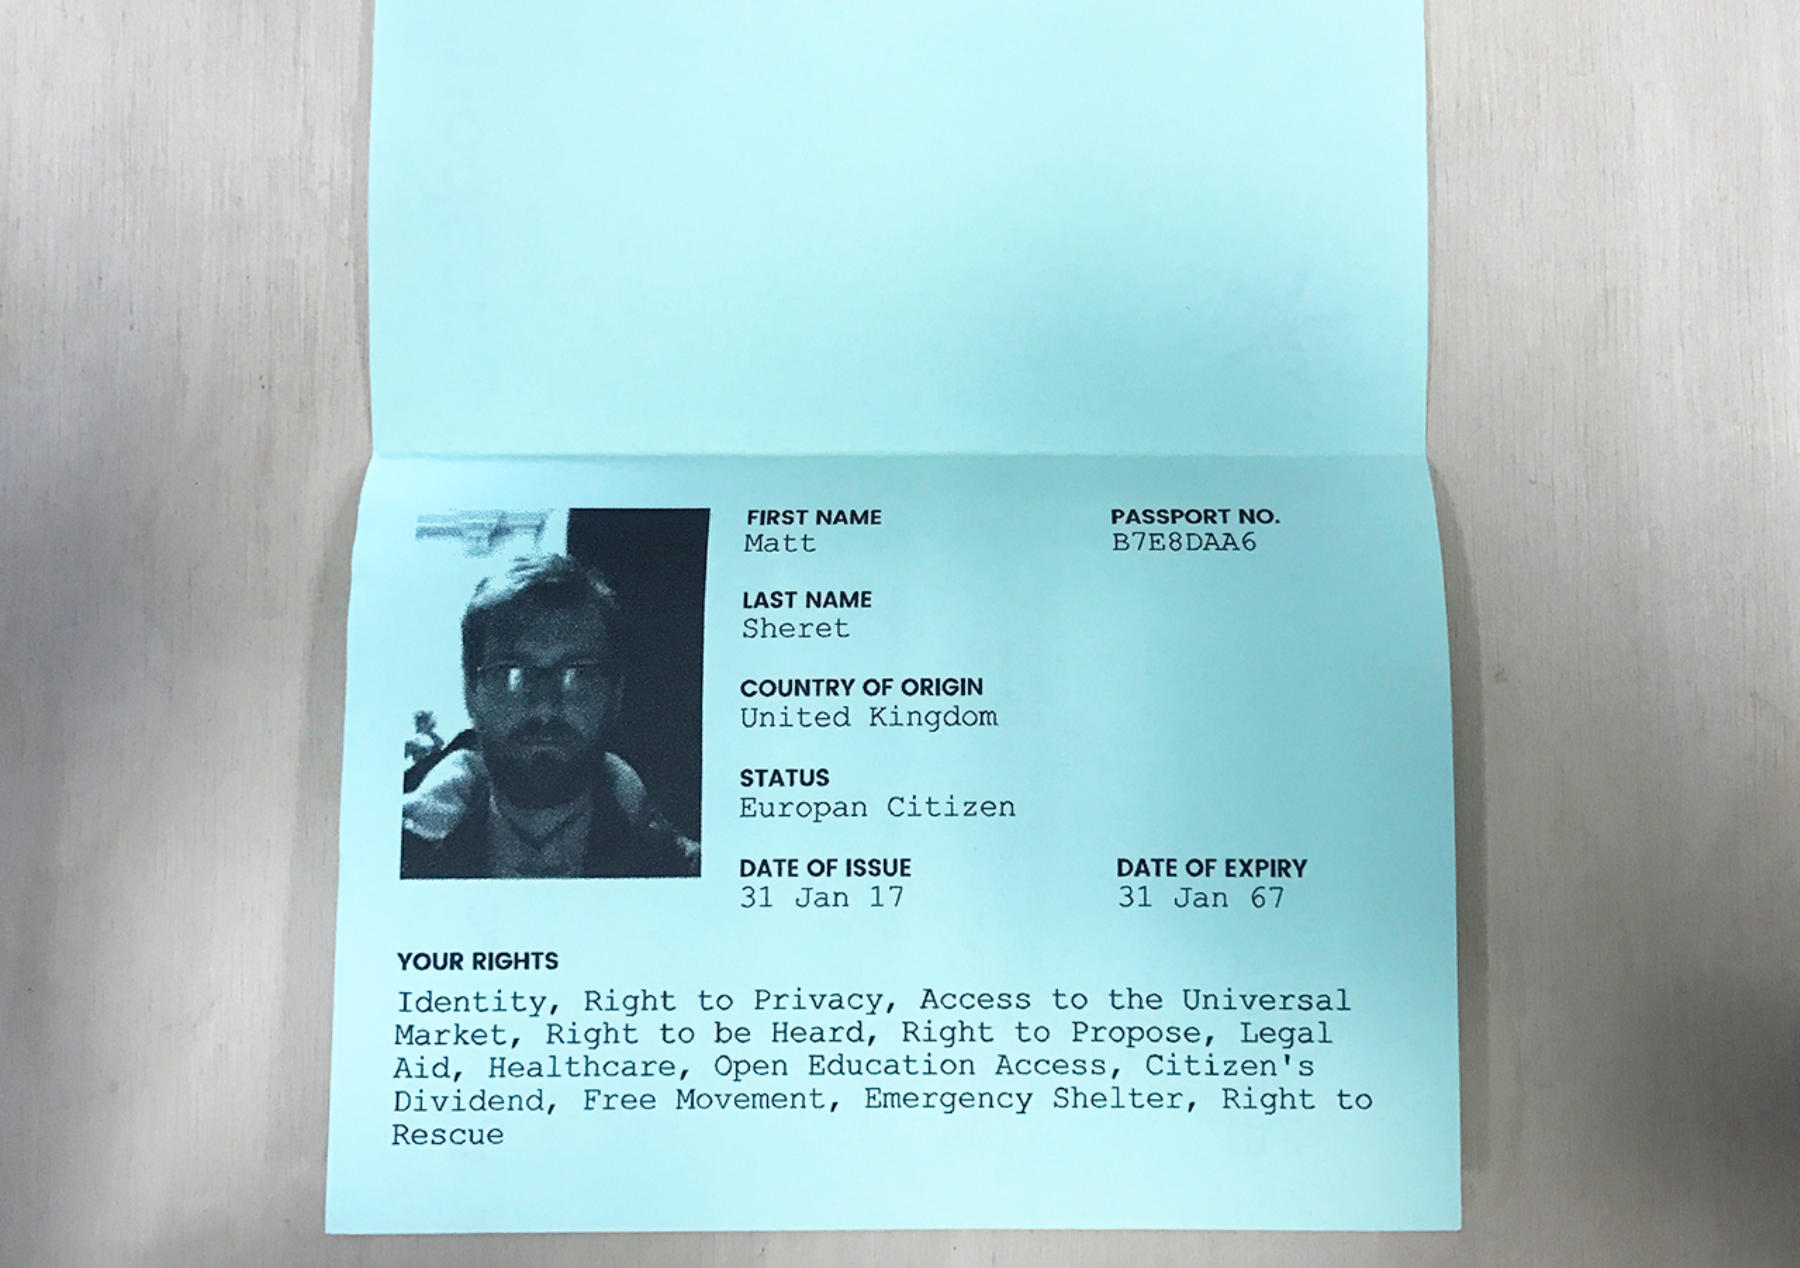 FIRST NAME
Matt
PASSPORT NO.
B7E8DAA6
LAST NAME
Sheret
COUNTRY OF ORIGIN
United Kingdom
STATUS
Europan Citizen
DATE OF ISSUE
31 Jan 17
DATE OF EXPIRY
31 Jan 67
YOUR RIGHTS
Identity, Right to Privacy, Access to the Universal
Market, Right to be Heard, Right to Propose, Legal
Aid, Healthcare, Open Education Access, Citizen's
Dividend, Free Movement, Emergency Shelter, Right to
Rescue